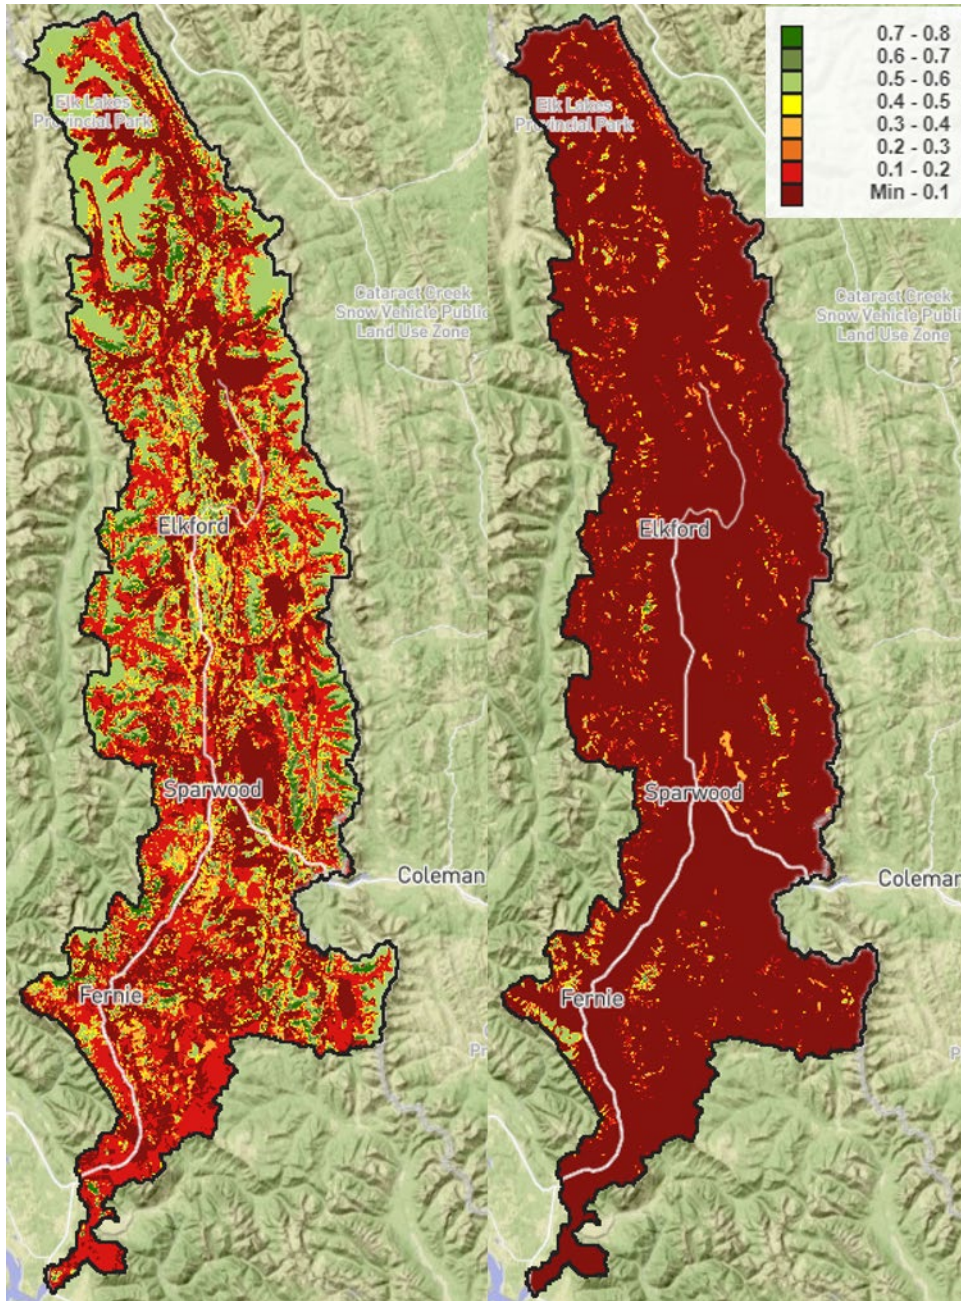 Elk Lakes
Provincial Park
Cataract Creek
Snow Vehicle Public
Land Use Zone
Elkford
Sparwood
Coleman
Fernie
Elk Lakes
Provincial Park
Cataract Creek
Snow Vehicle Publi
Land Use Zone
Elkford
Sparwood
Coleman
Fernie
0.7 - 0.8
0.6 - 0.7
0.5 - 0.6
0.4 - 0.5
0.3 - 0.4
0.2 - 0.3
0.1 - 0.2
Min - 0.1